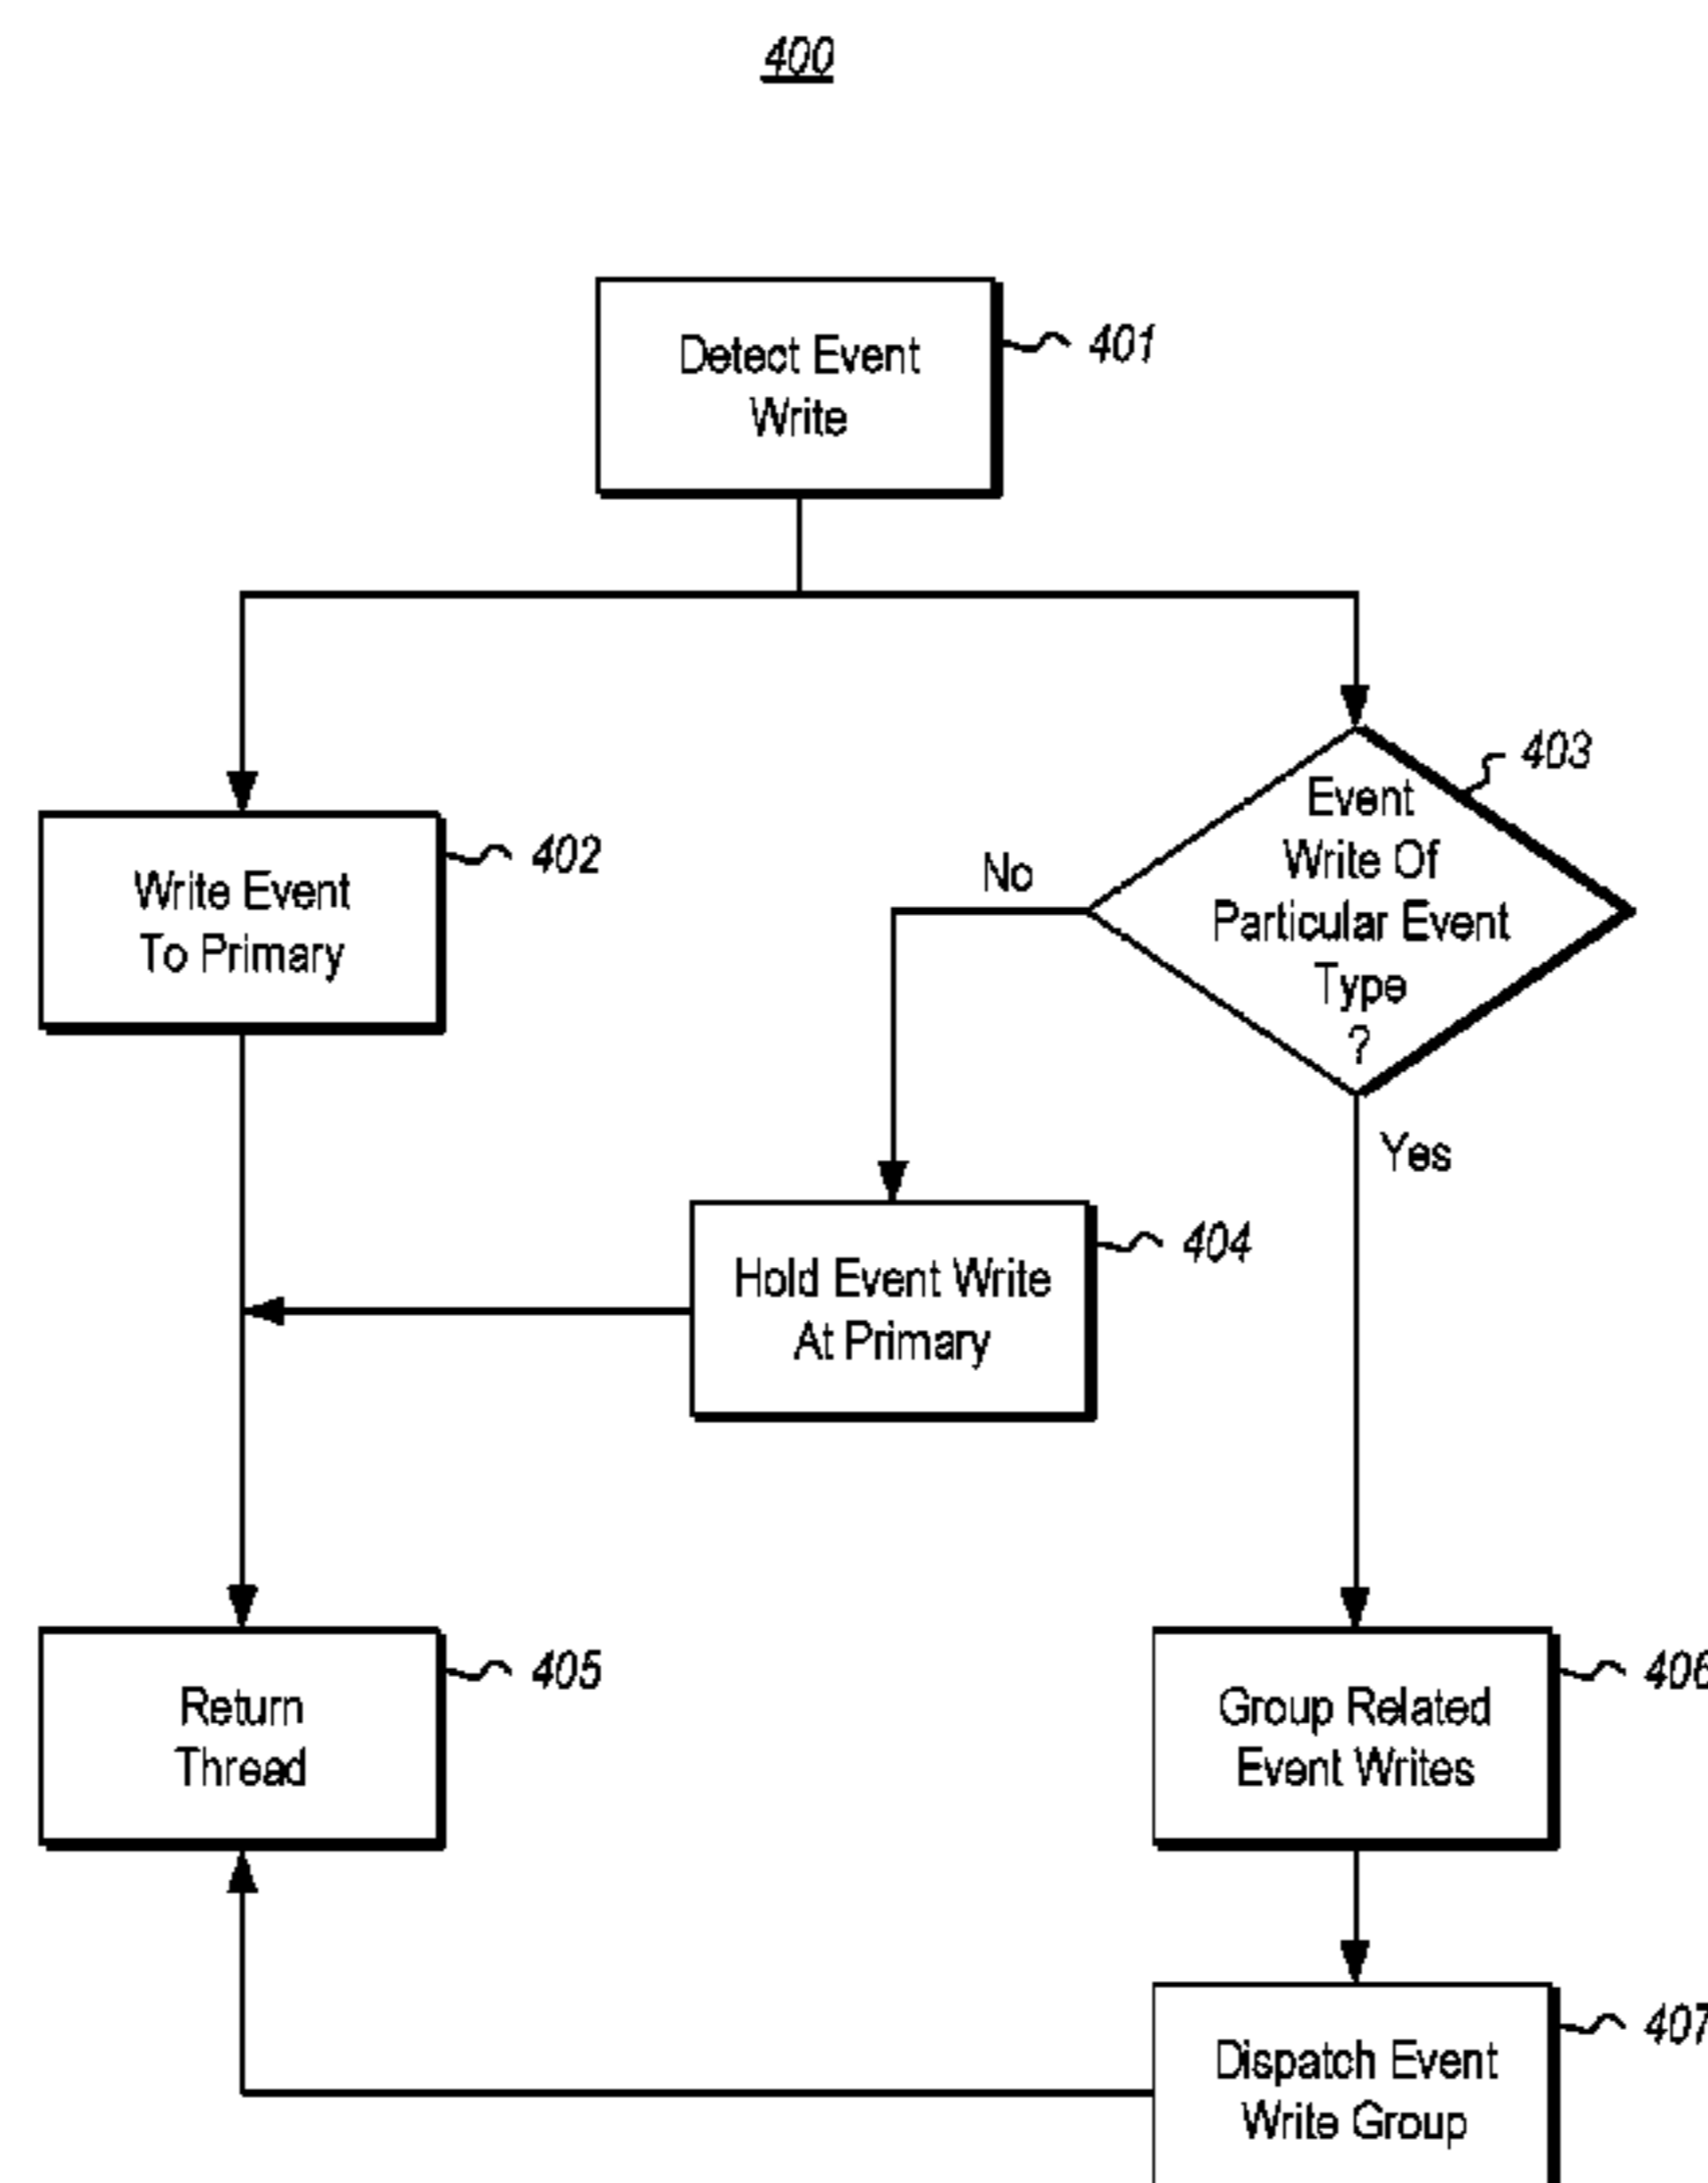 400
Detect Event
Write
401
Write Event
To Primary
402
Event
Write Of
Particular Event
Type
?
403
No
Yes
Hold Event Write
At Primary
404
Return
Thread
405
Group Related
Event Writes
406
Dispatch Event
Write Group
407